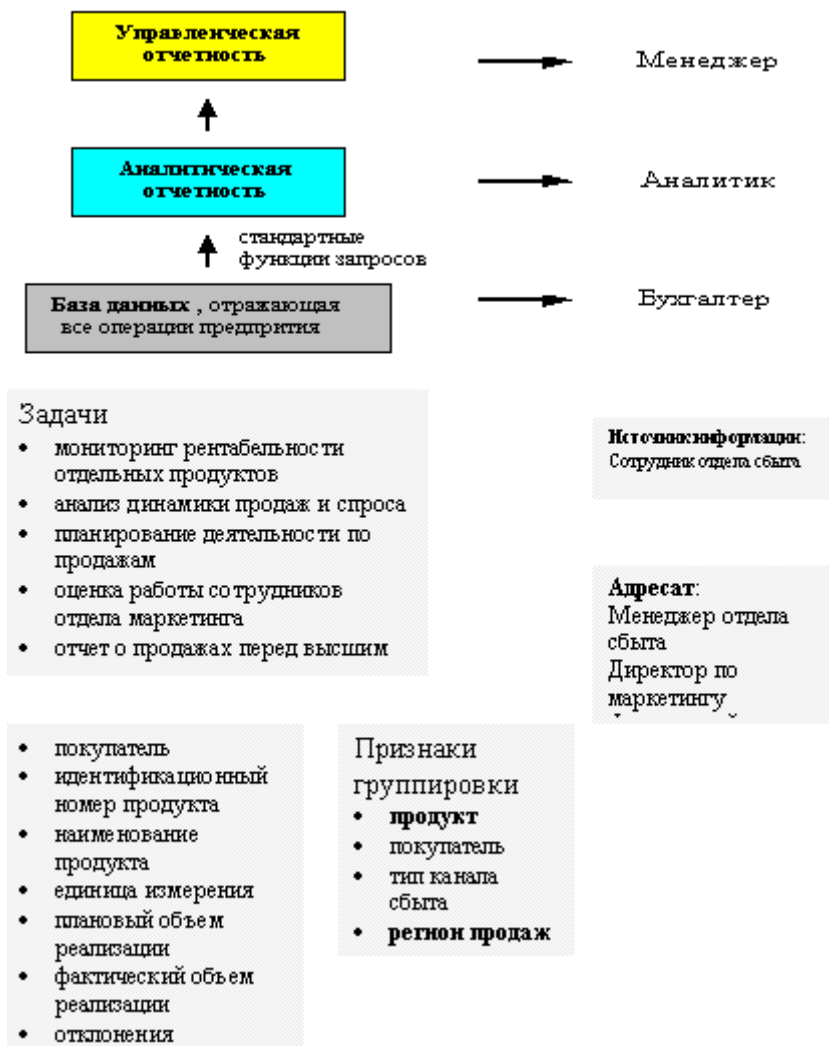 Управленческая
отчетность
Менеджер
Аналитическая
отчетность
Аналитик
стандартные
функции запросов
База данных , отражающая
все операции предпрития
Бухгалтер
Задачи
• мониторинг рентабельности
отдельных продуктов
• анализ динамики продаж и спроса
• планирование деятельности по
продажам
• оценка работы сотрудников
отдела маркетинга
• отчет о продажах перед высшим
Источник информации:
Сотрудник отдела сбыта
Адресат:
Менеджер отдела
сбыта
Директор по
маркетингу
• покупатель
• идентификационный
номер продукта
• наименование
продукта
• единица измерения
• плановый объем
реализации
• фактический объем
реализации
• отклонения
Признаки
группировки
• продукт
• покупатель
• тип канала
сбыта
• регион продаж